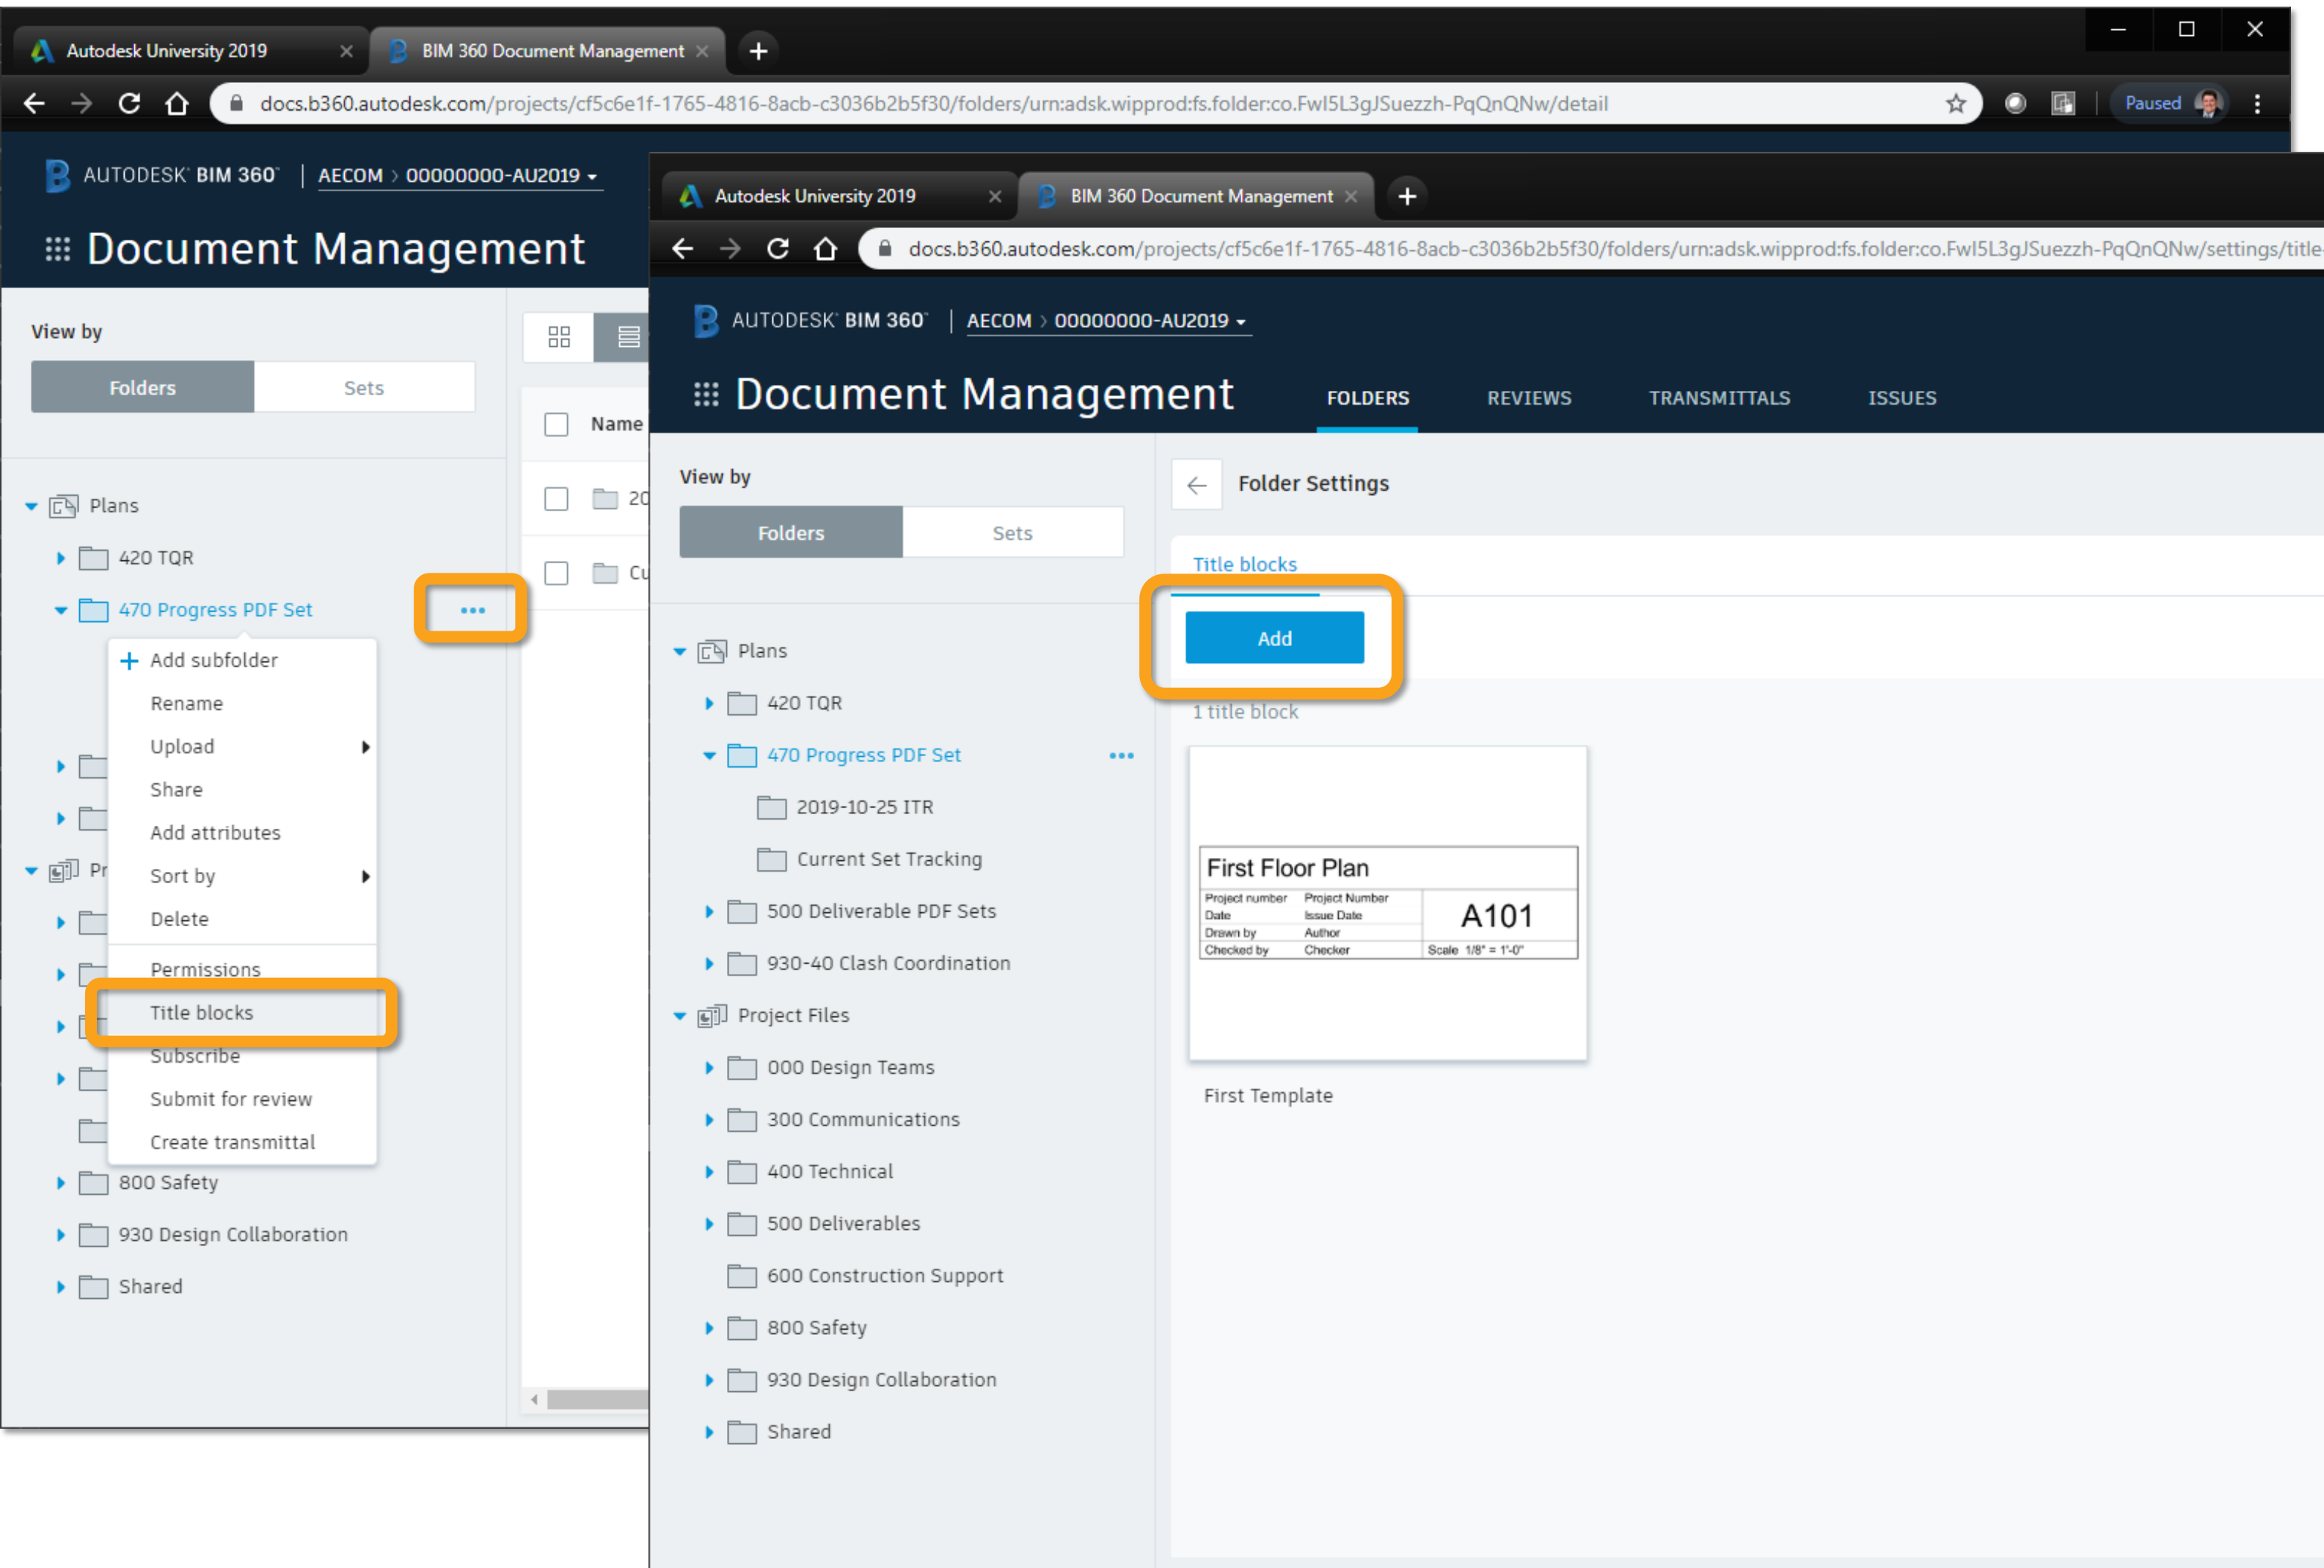 Autodesk University 2019
BIM 360 Document Management
docs.b360.autodesk.com/projects/cf5c6e1f-1765-4816-8acb-c3036b2b5f30/folders/urn:adsk.wipprod:fs.folder:co.FwI5L3gJSuezzh-PqQnQNw/detail
Paused
AUTODESK BIM 360
AECOM > 00000000-AU2019
Document Management
View by
Folders
Sets
Name
20
Cu
Plans
420 TQR
470 Progress PDF Set
Add subfolder
Rename
Upload
Share
Add attributes
Pr
Sort by
Delete
Permissions
Title blocks
Subscribe
Submit for review
Create transmittal
800 Safety
930 Design Collaboration
Shared
Autodesk University 2019
BIM 360 Document Management
docs.b360.autodesk.com/projects/cf5c6e1f-1765-4816-8acb-c3036b2b5f30/folders/urn:adsk.wipprod:fs.folder:co.FwI5L3gJSuezzh-PqQnQNw/settings/title
AUTODESK BIM 360
AECOM > 00000000-AU2019
Document Management
FOLDERS
REVIEWS
TRANSMITTALS
ISSUES
View by
Folders
Sets
Plans
420 TQR
470 Progress PDF Set
2019-10-25 ITR
Current Set Tracking
500 Deliverable PDF Sets
930-40 Clash Coordination
Project Files
000 Design Teams
300 Communications
400 Technical
500 Deliverables
600 Construction Support
800 Safety
930 Design Collaboration
Shared
Folder Settings
Title blocks
Add
1 title block
First Floor Plan
Project number Project Number
Date Issue Date
A101
Drawn by Author
Checked by Checker
Scale 1/8" = 1'-0"
First Template